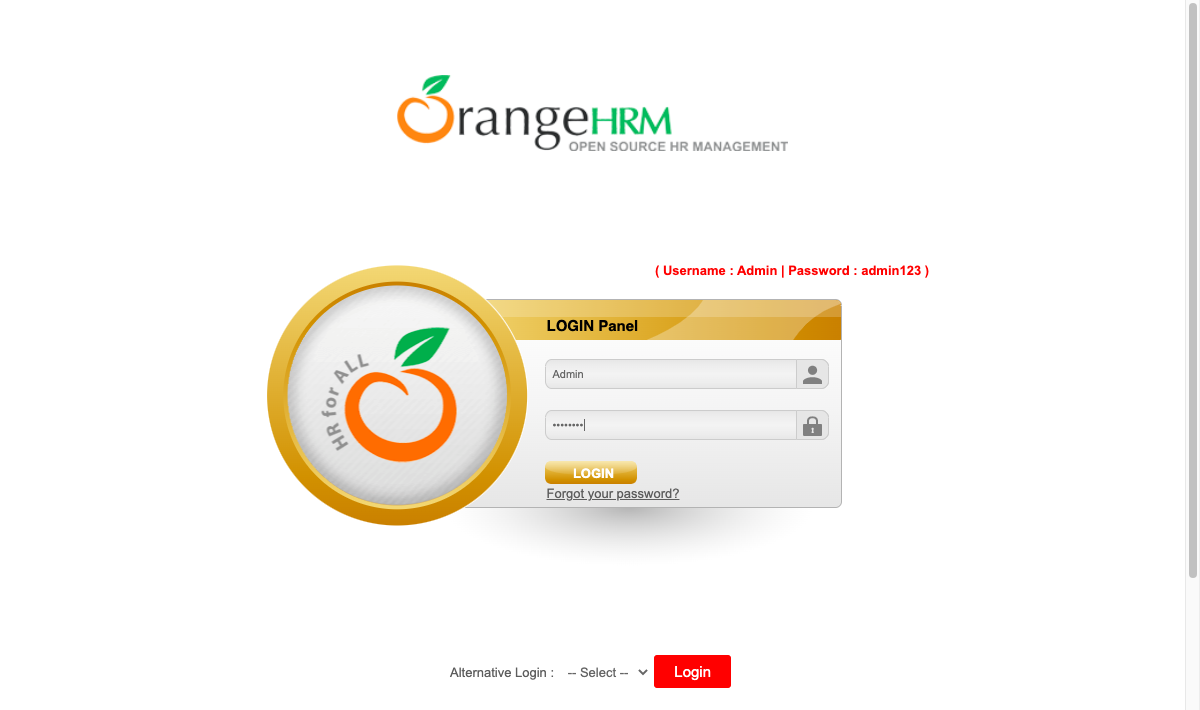 OrangeHRM
OPEN SOURCE HR MANAGEMENT
( Username : Admin | Password : admin123 )
HR for ALL
LOGIN Panel
Admin
••••••••
LOGIN
Forgot your password?
Alternative Login : -- Select -- Login